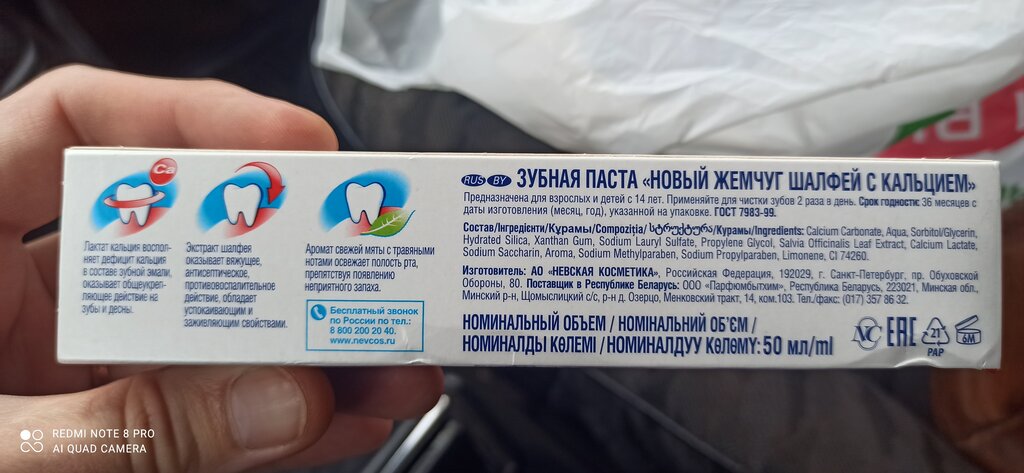 Ca
Лактат кальция воспол-
няет дефицит кальция
в составе зубной эмали,
оказывает общеукреп-
ляющее действие на
зубы и десны.
Экстракт шалфея
оказывает вяжущее,
антисептическое,
противовоспалительное
действие, обладает
успокаивающим и
заживляющим свойствами.
Аромат свежей мяты с травяными
нотами освежает полость рта,
препятствуя появлению
неприятного запаха.
Бесплатный звонок
по России по тел.:
8 800 200 20 40.
www.nevcos.ru
RUS BY ЗУБНАЯ ПАСТА «НОВЫЙ ЖЕМЧУГ ШАЛФЕЙ С КАЛЬЦИЕМ»
Предназначена для взрослых и детей с 14 лет. Применяйте для чистки зубов 2 раза в день. Срок годности: 36 месяцев с
даты изготовления (месяц, год), указанной на упаковке. ГОСТ 7983-99.
Состав/Інгредієнти/Құрамы/Compoziția/სტრუქტურა/Курамы/Ingredients: Calcium Carbonate, Aqua, Sorbitol/Glycerin,
Hydrated Silica, Xanthan Gum, Sodium Lauryl Sulfate, Propylene Glycol, Salvia Officinalis Leaf Extract, Calcium Lactate,
Sodium Saccharin, Aroma, Sodium Methylparaben, Sodium Propylparaben, Limonene, CI 74260.
Изготовитель: АО «НЕВСКАЯ КОСМЕТИКА», Российская Федерация, 192029, г. Санкт-Петербург, пр. Обуховской
Обороны, 80. Поставщик в Республику Беларусь: ООО «Парфюмбытхим», Республика Беларусь, 223021, Минская обл.,
Минский р-н, Щомыслицкий с/с, р-н д. Озерцо, Менковский тракт, 14, ком.103. Тел./факс: (017) 357 86 32.
НОМИНАЛЬНЫЙ ОБЪЕМ / НОМІНАЛЬНИЙ ОБ'ЄМ /
НОМИНАЛДЫ КӨЛЕМІ / НОМИНАЛДУУ КӨЛӨМҮ: 50 мл/ml
НС EAC 21 PAP 6M
REDMI NOTE 8 PRO
AI QUAD CAMERA